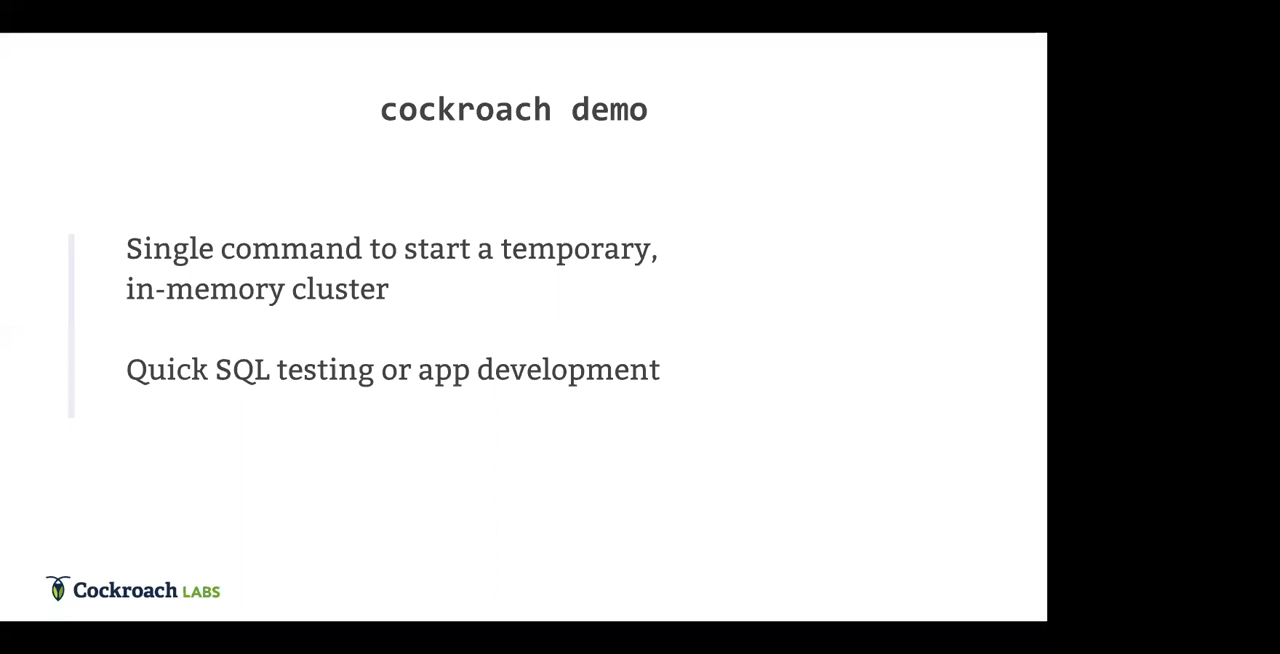 cockroach demo
Single command to start a temporary,
in-memory cluster
Quick SQL testing or app development
Cockroach LABS